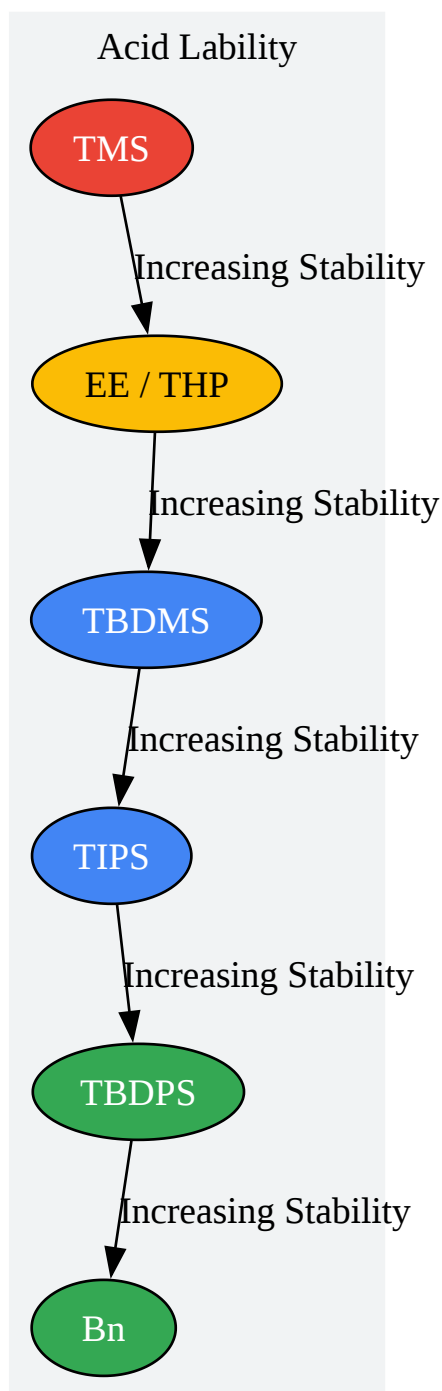 Acid Lability
TMS
Increasing Stability
EE / THP
Increasing Stability
TBDMS
Increasing Stability
TIPS
Increasing Stability
TBDPS
Increasing Stability
Bn